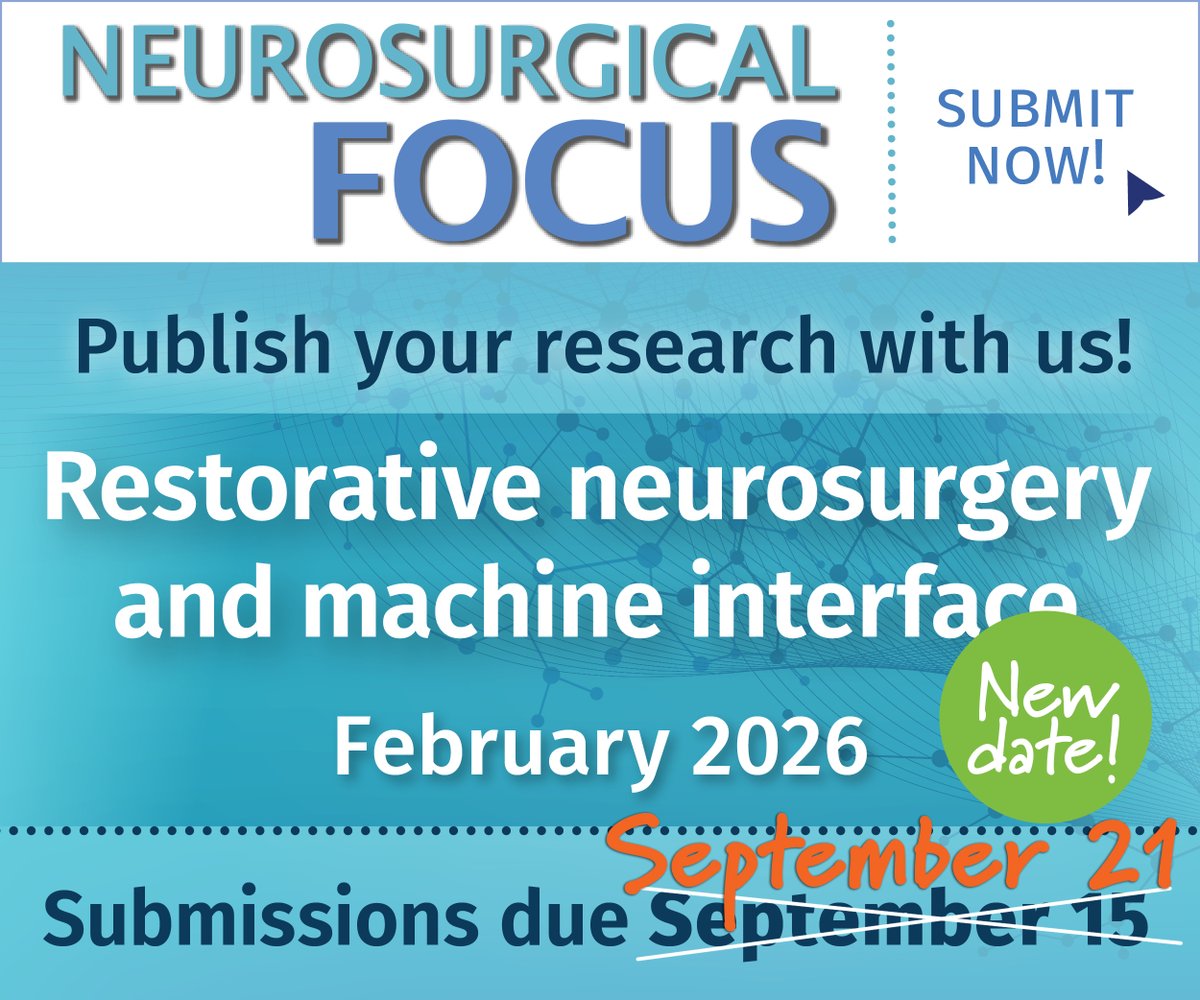 NEUROSURGICAL
FOCUS
SUBMIT
NOW!
Publish your research with us!
Restorative neurosurgery
and machine interface
February 2026
New
date!
September 21
Submissions due September 15